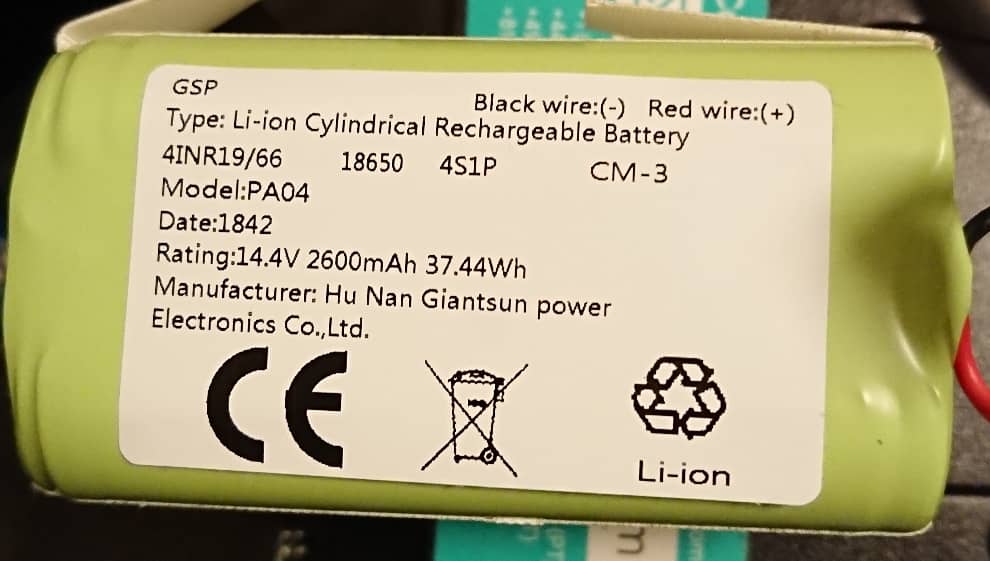 GSP
Black wire:(-) Red wire:(+)
Type: Li-ion Cylindrical Rechargeable Battery
4INR19/66 18650 4S1P CM-3
Model:PA04
Date:1842
Rating:14.4V 2600mAh 37.44Wh
Manufacturer: Hu Nan Giantsun power
Electronics Co.,Ltd.
CE
Li-ion